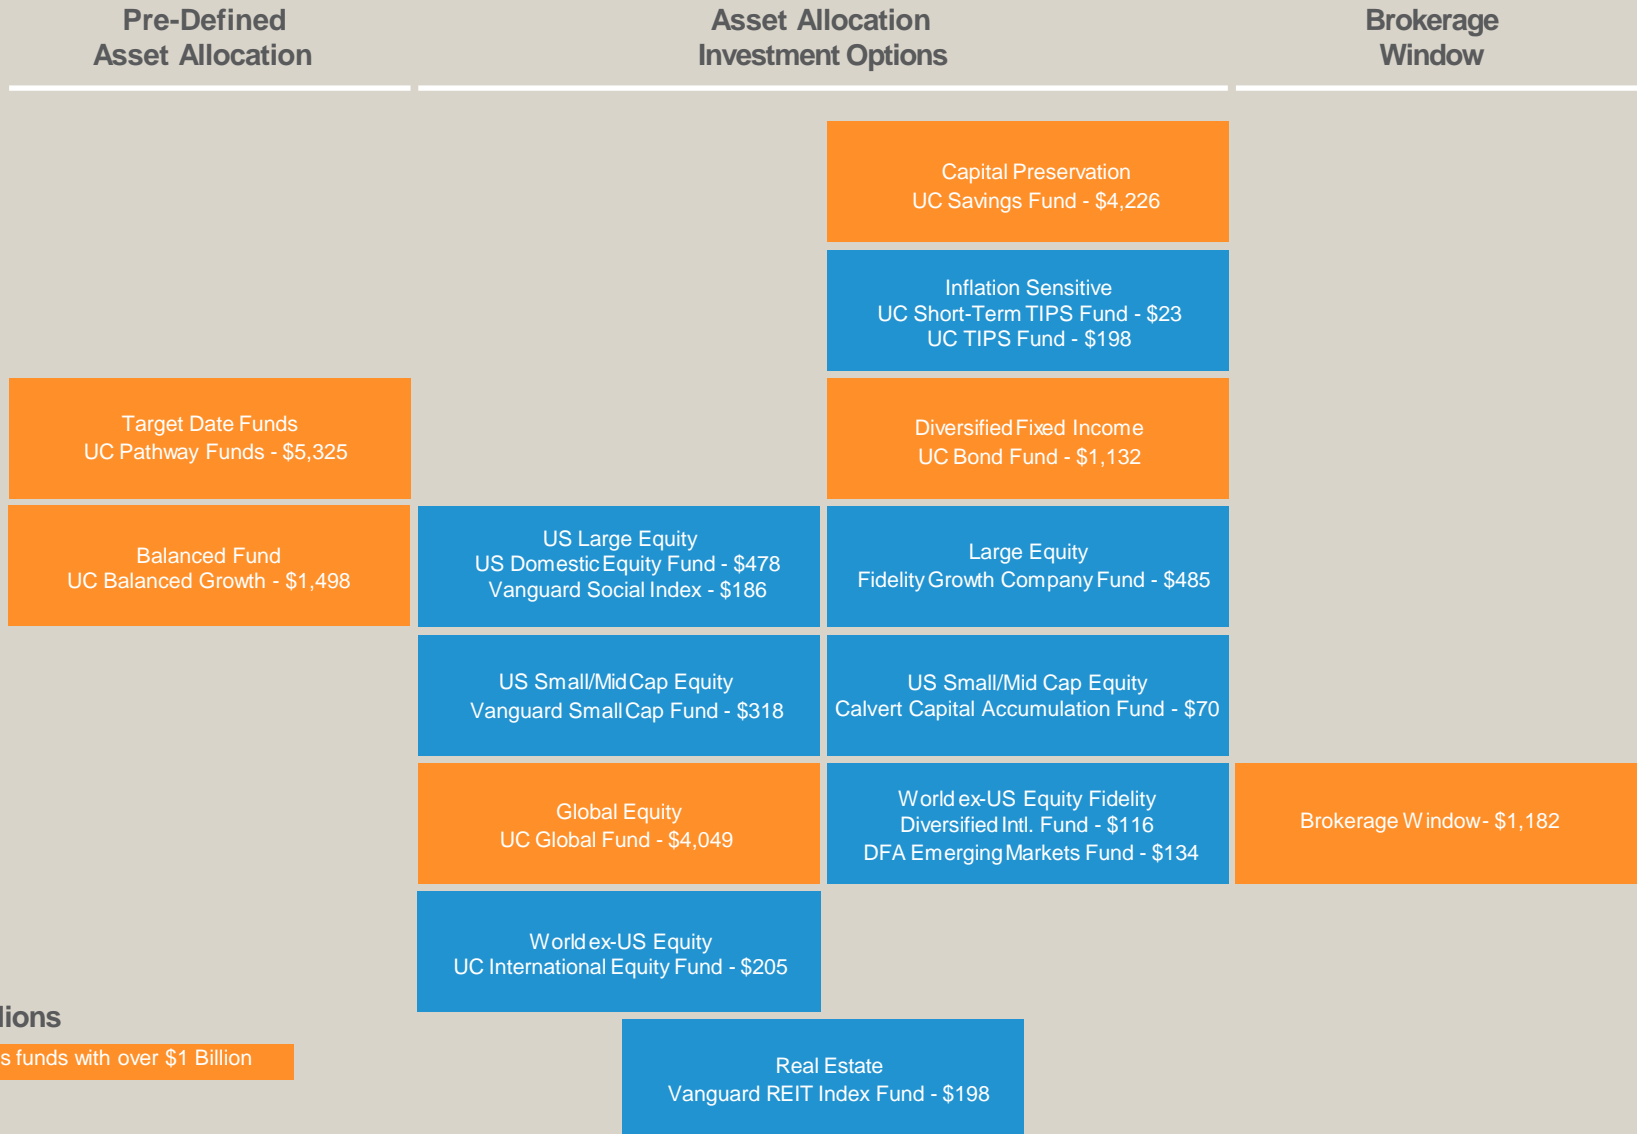 Pre-Defined
Asset Allocation
Asset Allocation
Investment Options
Brokerage
Window
Capital Preservation
UC Savings Fund - $4,226
Inflation Sensitive
UC Short-Term TIPS Fund - $23
UC TIPS Fund - $198
Target Date Funds
UC Pathway Funds - $5,325
Diversified Fixed Income
UC Bond Fund - $1,132
Balanced Fund
UC Balanced Growth - $1,498
US Large Equity
US Domestic Equity Fund - $478
Vanguard Social Index - $186
Large Equity
Fidelity Growth Company Fund - $485
US Small/Mid Cap Equity
Vanguard Small Cap Fund - $318
US Small/Mid Cap Equity
Calvert Capital Accumulation Fund - $70
Global Equity
UC Global Fund - $4,049
World ex-US Equity Fidelity
Diversified Intl. Fund - $116
DFA Emerging Markets Fund - $134
Brokerage Window- $1,182
World ex-US Equity
UC International Equity Fund - $205
lions
s funds with over $1 Billion
Real Estate
Vanguard REIT Index Fund - $198